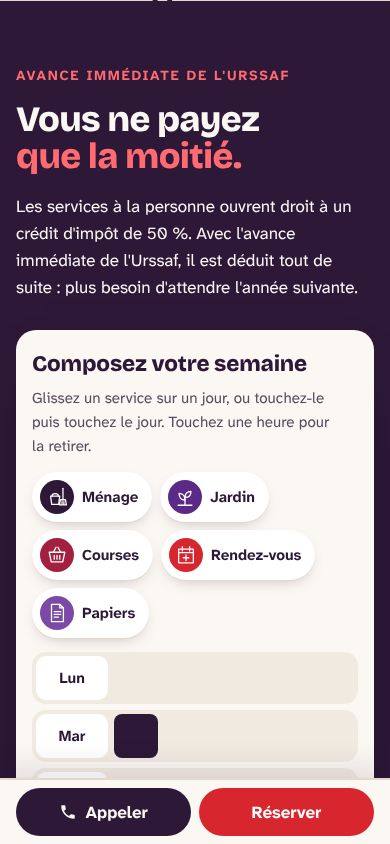 AVANCE IMMÉDIATE DE L'URSSAF
Vous ne payez
que la moitié.
Les services à la personne ouvrent droit à un
crédit d'impôt de 50 %. Avec l'avance
immédiate de l'Urssaf, il est déduit tout de
suite : plus besoin d'attendre l'année suivante.
Composez votre semaine
Glissez un service sur un jour, ou touchez-le
puis touchez le jour. Touchez une heure pour
la retirer.
Ménage
Jardin
Courses
Rendez-vous
Papiers
Lun
Mar
Appeler
Réserver